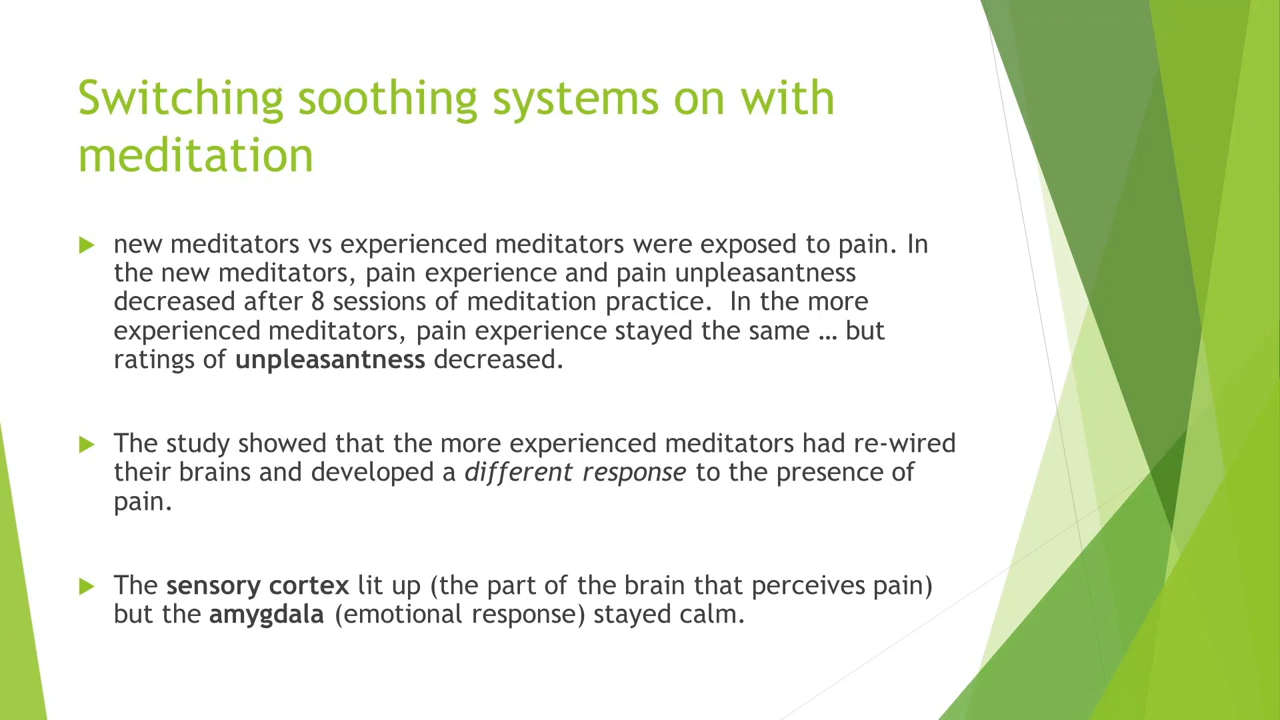 Switching soothing systems on with
meditation
new meditators vs experienced meditators were exposed to pain. In
the new meditators, pain experience and pain unpleasantness
decreased after 8 sessions of meditation practice.  In the more
experienced meditators, pain experience stayed the same … but
ratings of unpleasantness decreased.
The study showed that the more experienced meditators had re-wired
their brains and developed a different response to the presence of
pain.
The sensory cortex lit up (the part of the brain that perceives pain)
but the amygdala (emotional response) stayed calm.